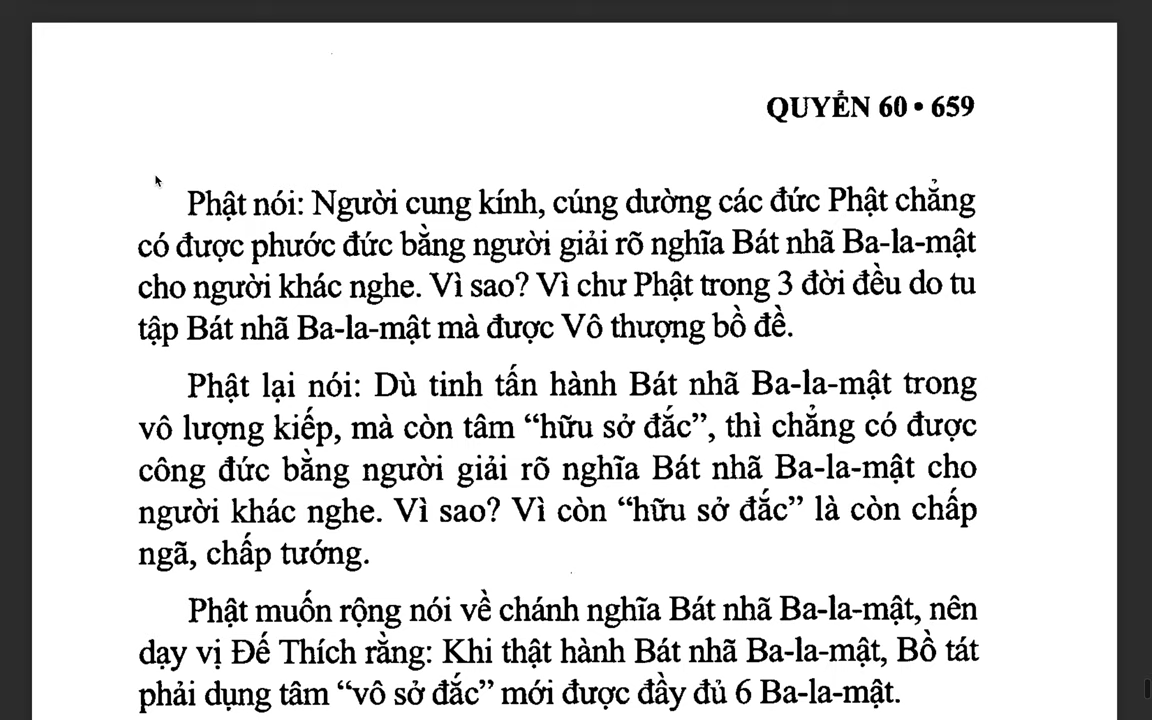 QUYỂN 60 • 659
Phật nói: Người cung kính, cúng dường các đức Phật chẳng
có được phước đức bằng người giải rõ nghĩa Bát nhã Ba-la-mật
cho người khác nghe. Vì sao? Vì chư Phật trong 3 đời đều do tu
tập Bát nhã Ba-la-mật mà được Vô thượng bồ đề.
Phật lại nói: Dù tinh tấn hành Bát nhã Ba-la-mật trong
vô lượng kiếp, mà còn tâm “hữu sở đắc”, thì chẳng có được
công đức bằng người giải rõ nghĩa Bát nhã Ba-la-mật cho
người khác nghe. Vì sao? Vì còn “hữu sở đắc” là còn chấp
ngã, chấp tướng.
Phật muốn rộng nói về chánh nghĩa Bát nhã Ba-la-mật, nên
dạy vị Đế Thích rằng: Khi thật hành Bát nhã Ba-la-mật, Bồ tát
phải dụng tâm “vô sở đắc” mới được đầy đủ 6 Ba-la-mật.